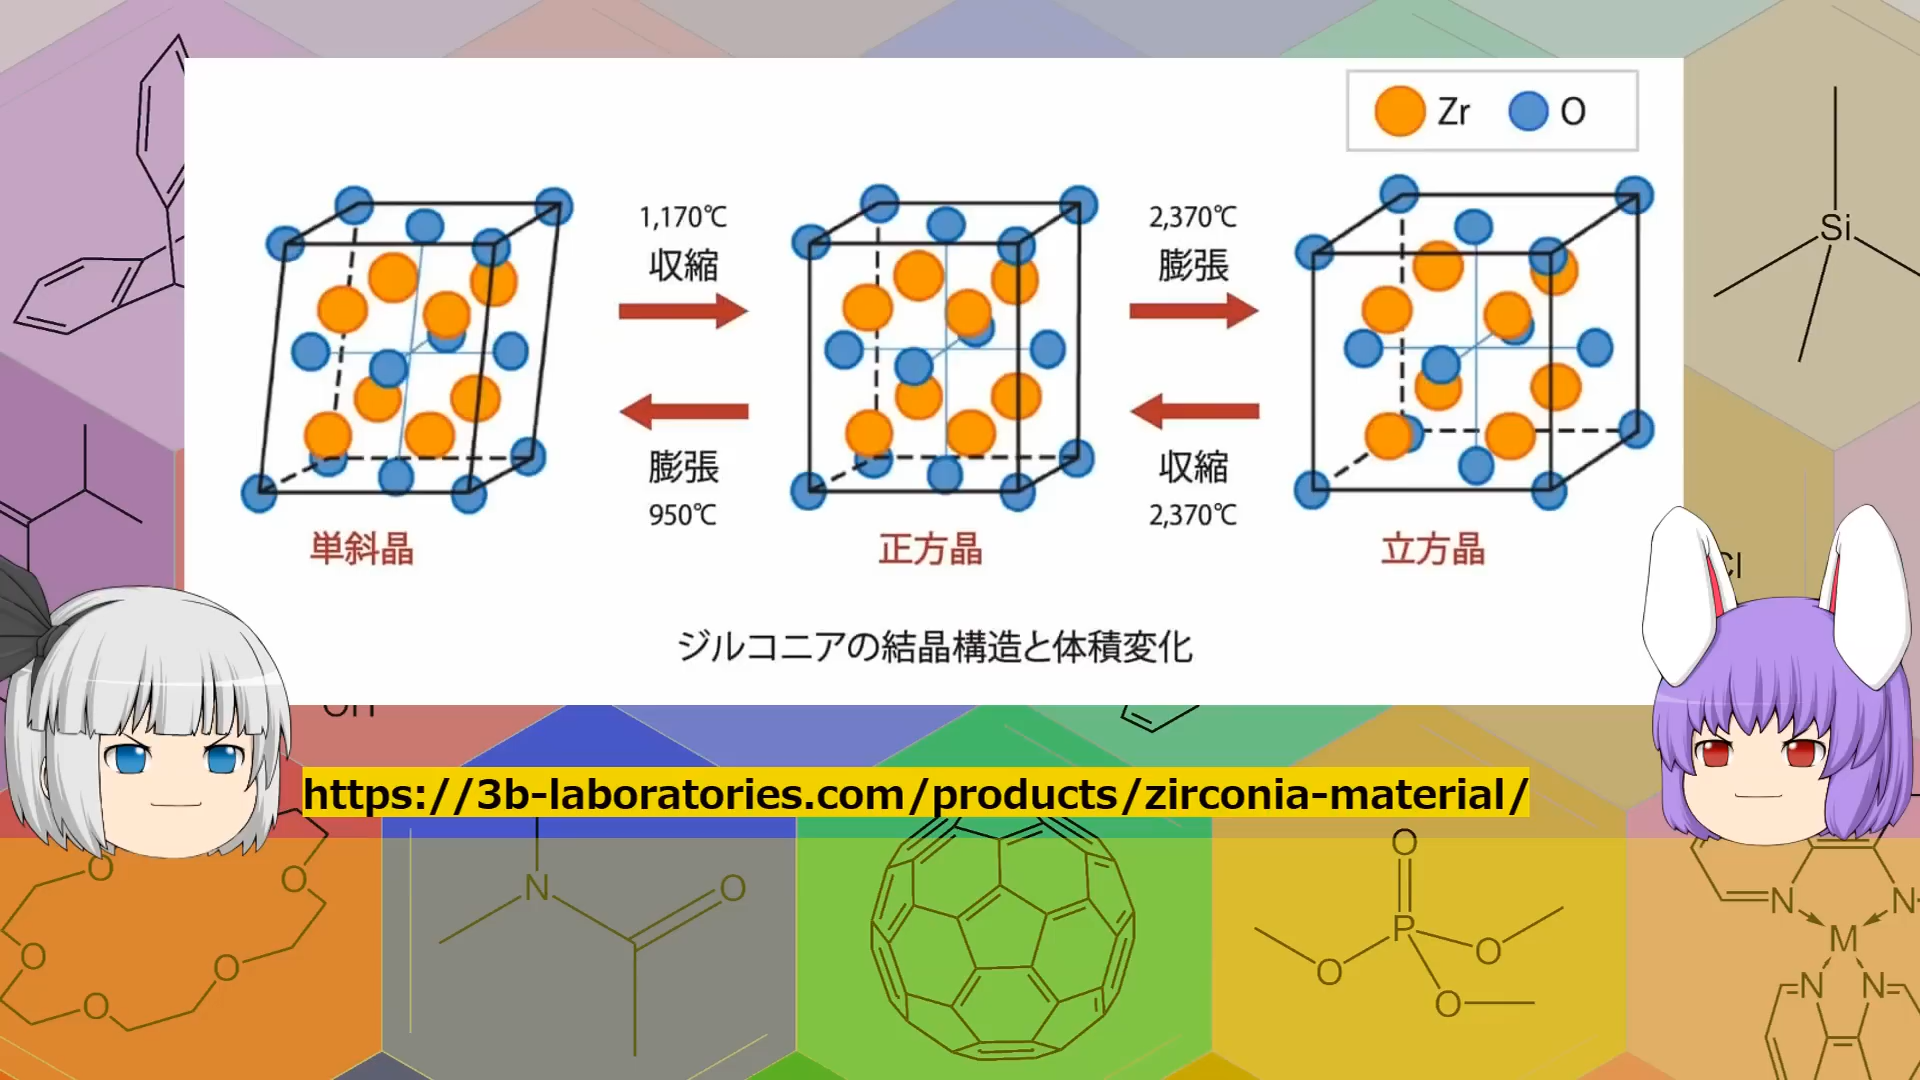 Zr O
1,170℃
収縮
2,370℃
膨張
膨張
950℃
収縮
2,370℃
単斜晶
正方晶
立方晶
ジルコニアの結晶構造と体積変化
https://3b-laboratories.com/products/zirconia-material/
Si
Cl
OH
O
O
O
O
O
N
O
O
P
O
O
O
N
N
M
N
N